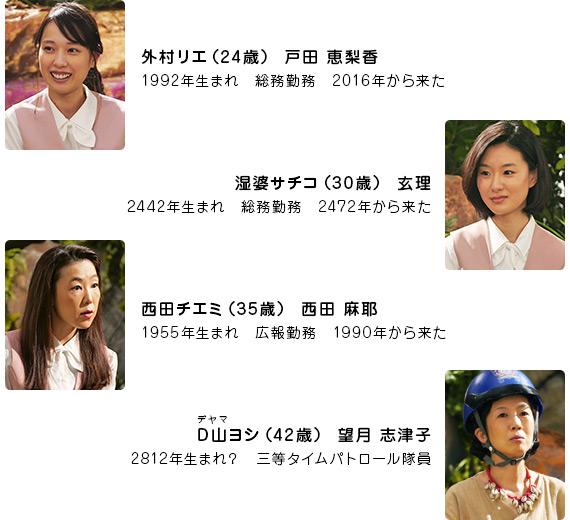 外村リエ（24歳）　戸田 恵梨香
1992年生まれ　総務勤務　2016年から来た
湿婆サチコ（30歳）　玄理
2442年生まれ　総務勤務　2472年から来た
西田チエミ（35歳）　西田 麻耶
1955年生まれ　広報勤務　1990年から来た
デヤマ
D山ヨシ（42歳）　望月 志津子
2812年生まれ？　三等タイムパトロール隊員